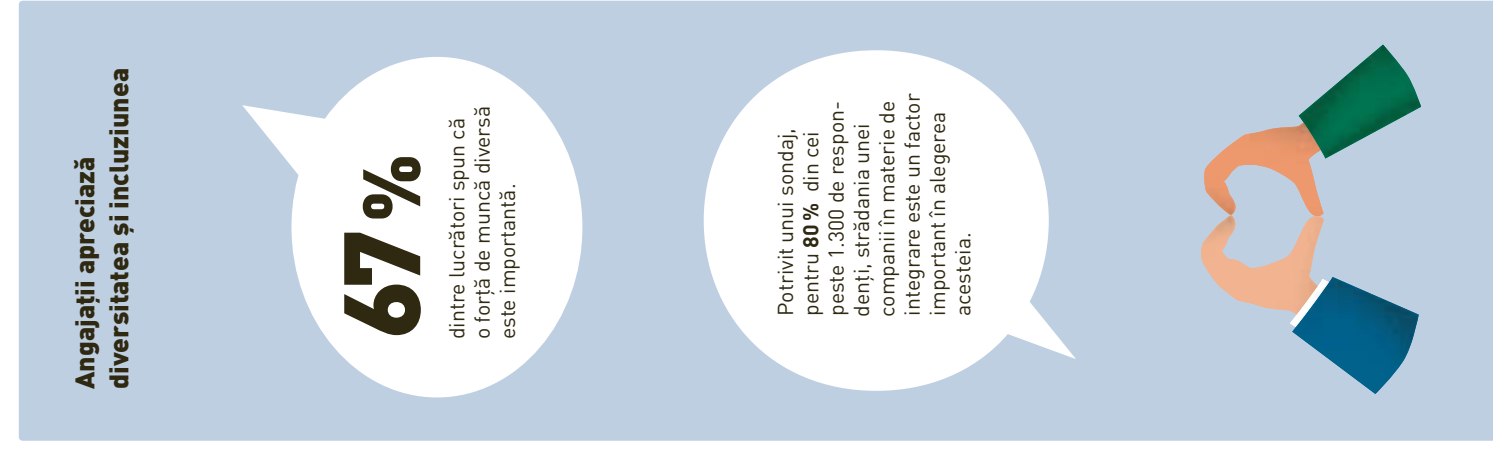 Angajații apreciază
diversitatea și incluziunea
67 %
dintre lucrători spun că
o forță de muncă diversă
este importantă.
Potrivit unui sondaj,
pentru 80 % din cei
peste 1.300 de respon-
denți, strădania unei
companii în materie de
integrare este un factor
important în alegerea
acesteia.